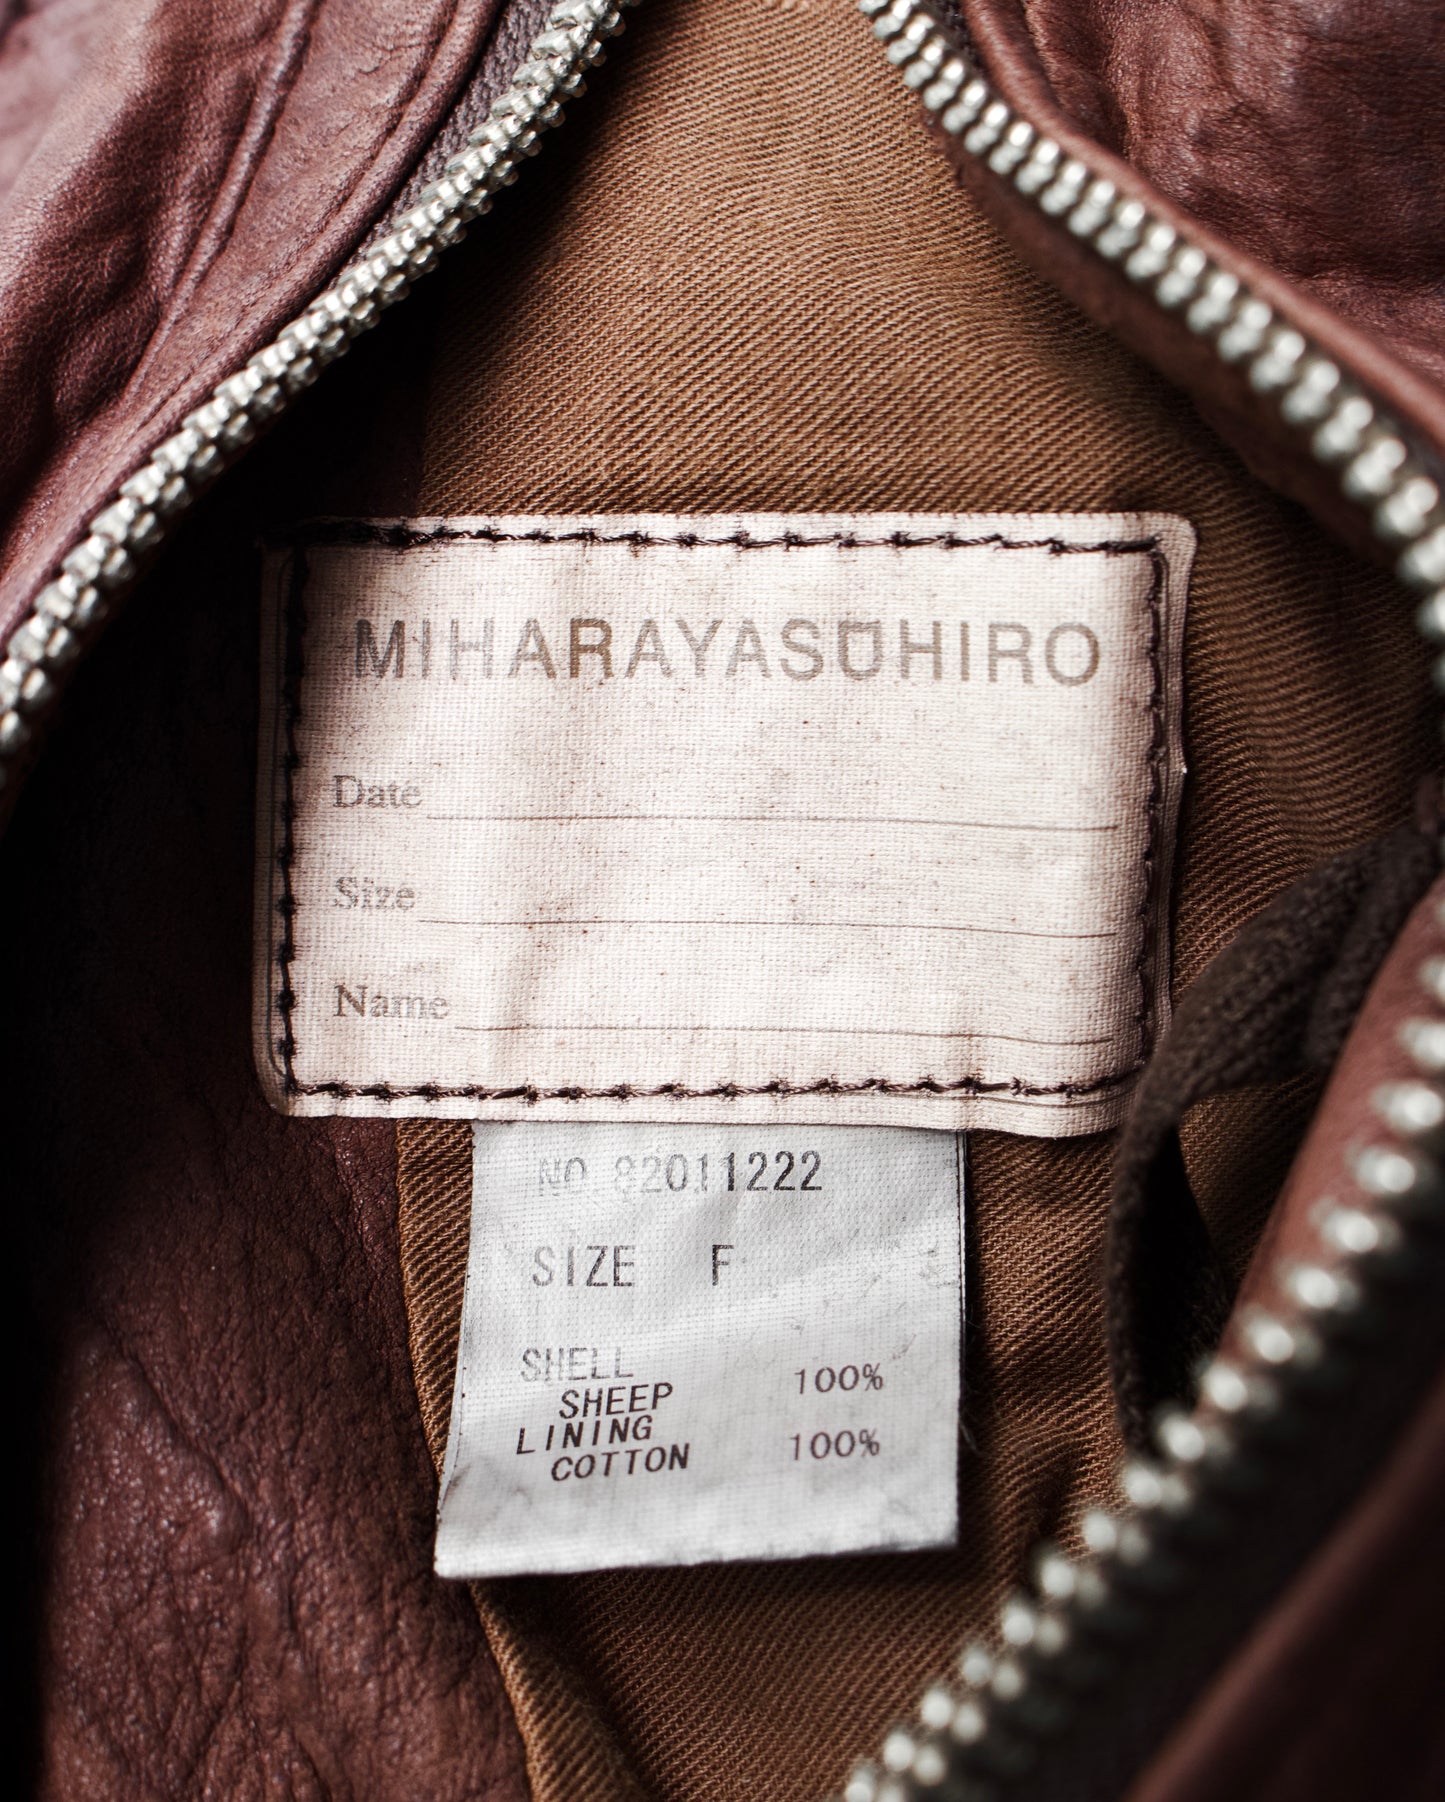 MIHARAYASUHIRO
Date
Size
Name
NO 82011222
SIZE F
SHELL
SHEEP 100%
LINING
COTTON 100%